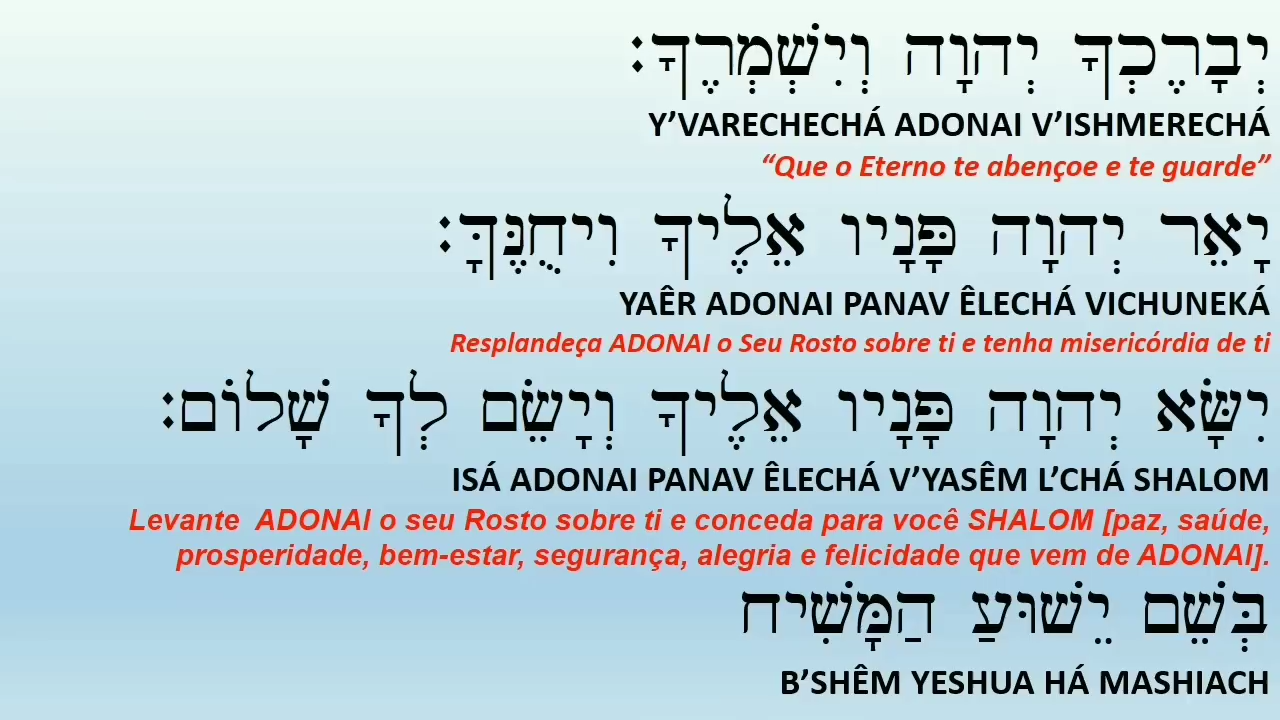 יְבָרֶכְךָ יְהוָה וְיִשְׁמְרֶךָ׃
Y’VARECHECHÁ ADONAI V’ISHMERECHÁ
“Que o Eterno te abençoe e te guarde”
יָאֵר יְהוָה פָּנָיו אֵלֶיךָ וִיחֻנֶּךָּ׃
YAÊR ADONAI PANAV ÊLECHÁ VICHUNEKÁ
Resplandeça ADONAI o Seu Rosto sobre ti e tenha misericórdia de ti
יִשָּׂא יְהוָה פָּנָיו אֵלֶיךָ וְיָשֵׂם לְךָ שָׁלוֹם׃
ISÁ ADONAI PANAV ÊLECHÁ V’YASÊM L’CHÁ SHALOM
Levante ADONAI o seu Rosto sobre ti e conceda para você SHALOM [paz, saúde,
prosperidade, bem-estar, segurança, alegria e felicidade que vem de ADONAI].
בְּשֵׁם יֵשׁוּעַ הַמָּשִׁיח
B’SHÊM YESHUA HÁ MASHIACH